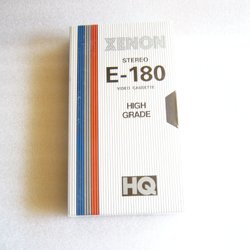 XENON
STEREO
E-180
VIDEO CASSETTE
HIGH
GRADE
HQ